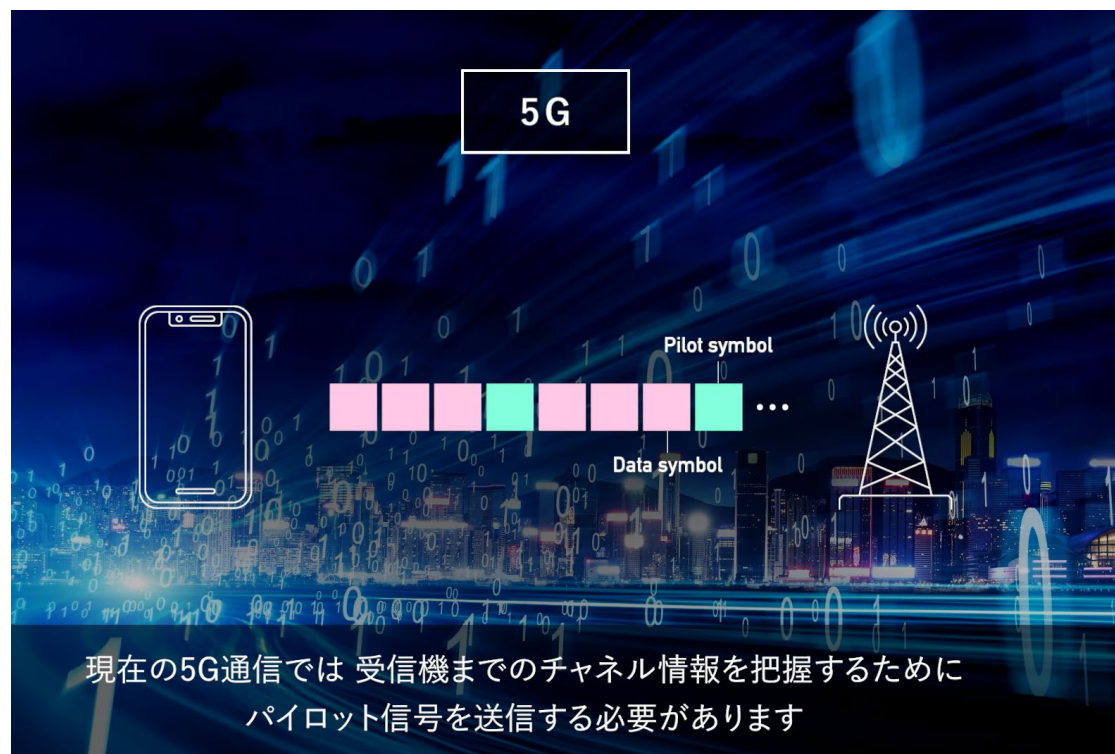 5G
Pilot symbol
...
Data symbol
現在の5G通信では 受信機までのチャネル情報を把握するために
パイロット信号を送信する必要があります